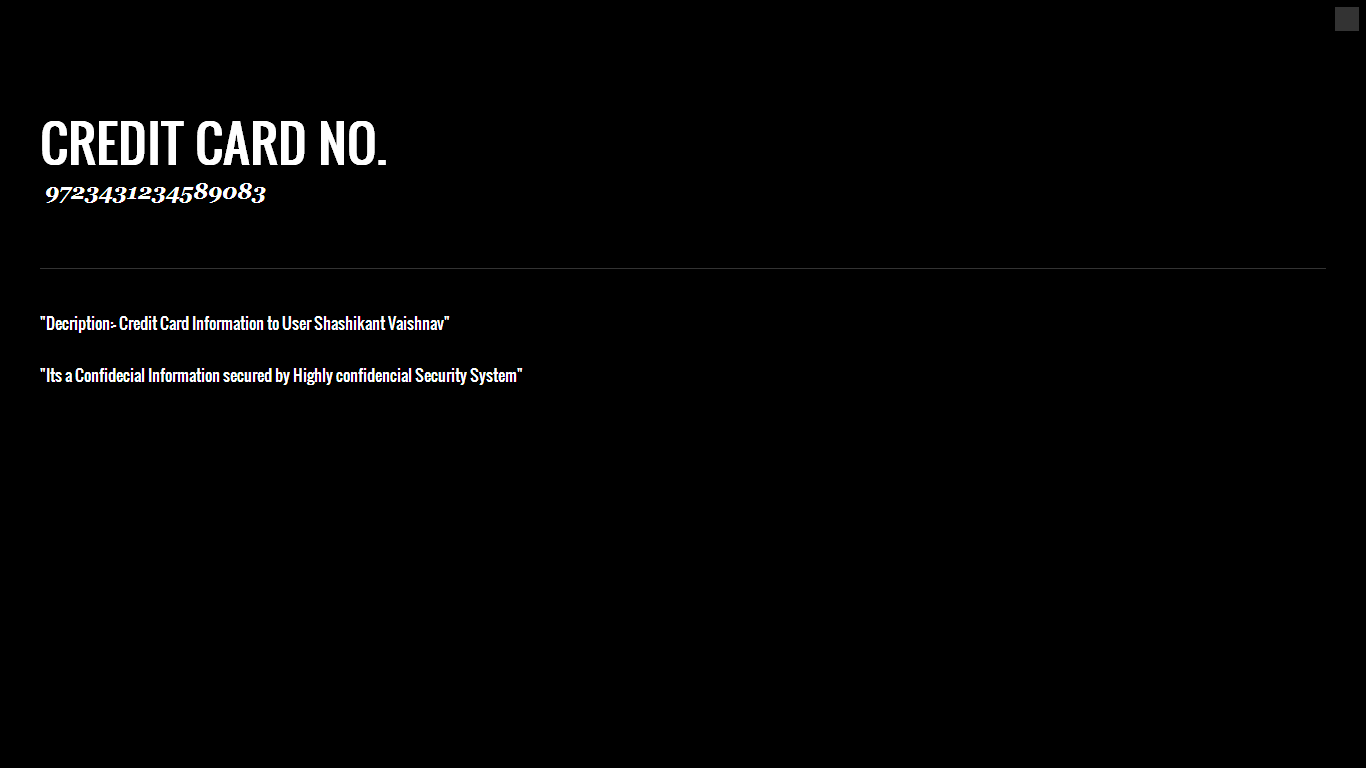 CREDIT CARD NO.
9723431234589083
"Decription:- Credit Card Information to User Shashikant Vaishnav"
"Its a Confidecial Information secured by Highly confidencial Security System"